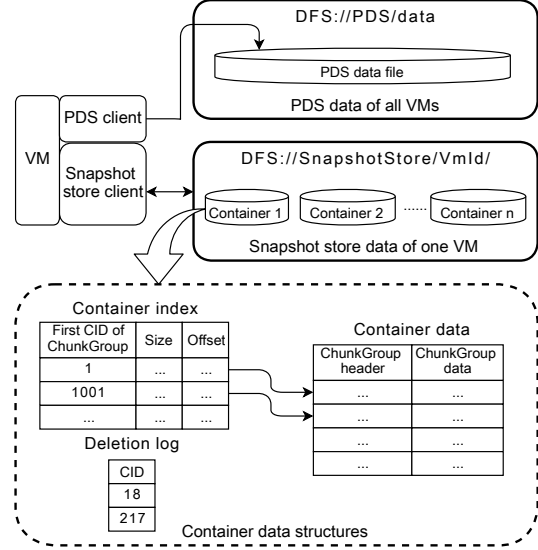 DFS://PDS/data
PDS data file
PDS data of all VMs
VM
PDS client
Snapshot
store client
DFS://SnapshotStore/VmId/
Container 1
Container 2
......
Container n
Snapshot store data of one VM
Container index
First CID of
ChunkGroup
Size
Offset
1
...
...
1001
...
...
...
...
...
Container data
ChunkGroup
header
ChunkGroup
data
...
...
...
...
...
...
...
...
Deletion log
CID
18
217
Container data structures